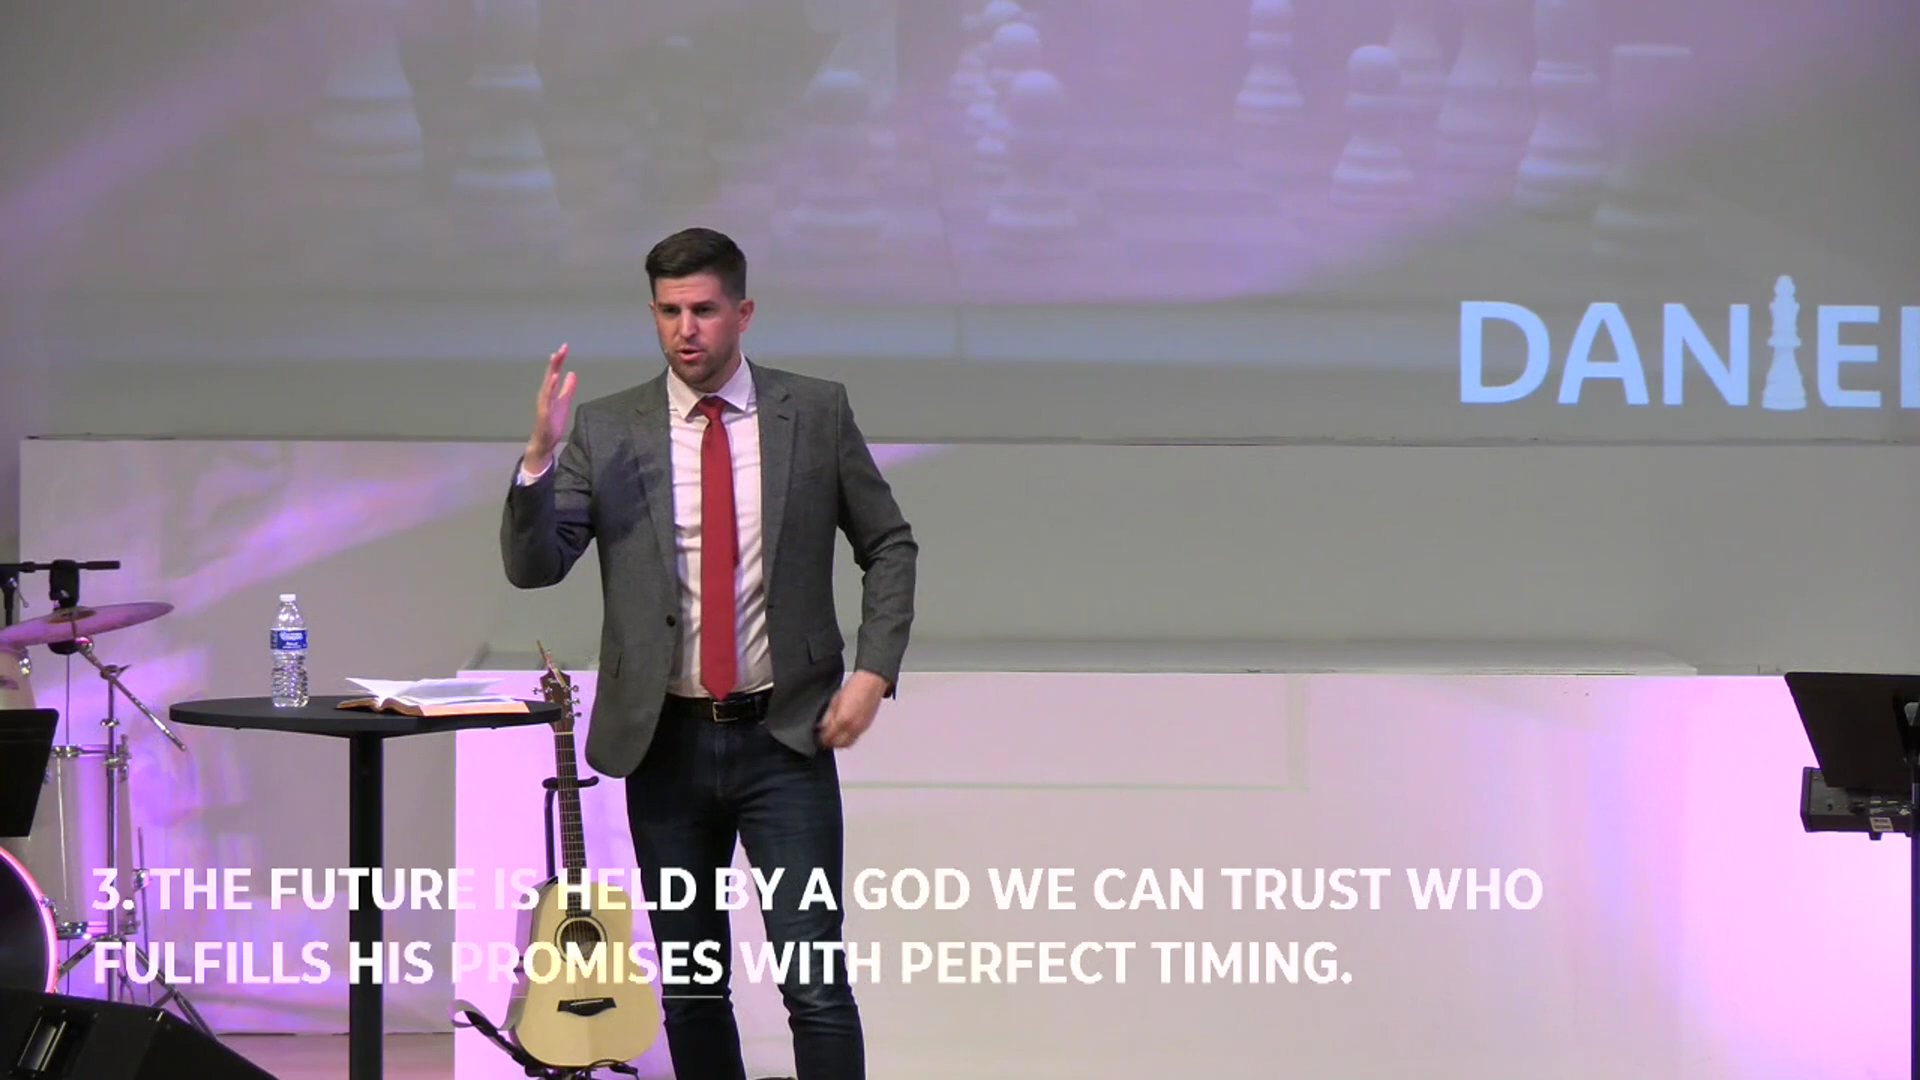 DANIEL
3. THE FUTURE IS HELD BY A GOD WE CAN TRUST WHO
FULFILLS HIS PROMISES WITH PERFECT TIMING.